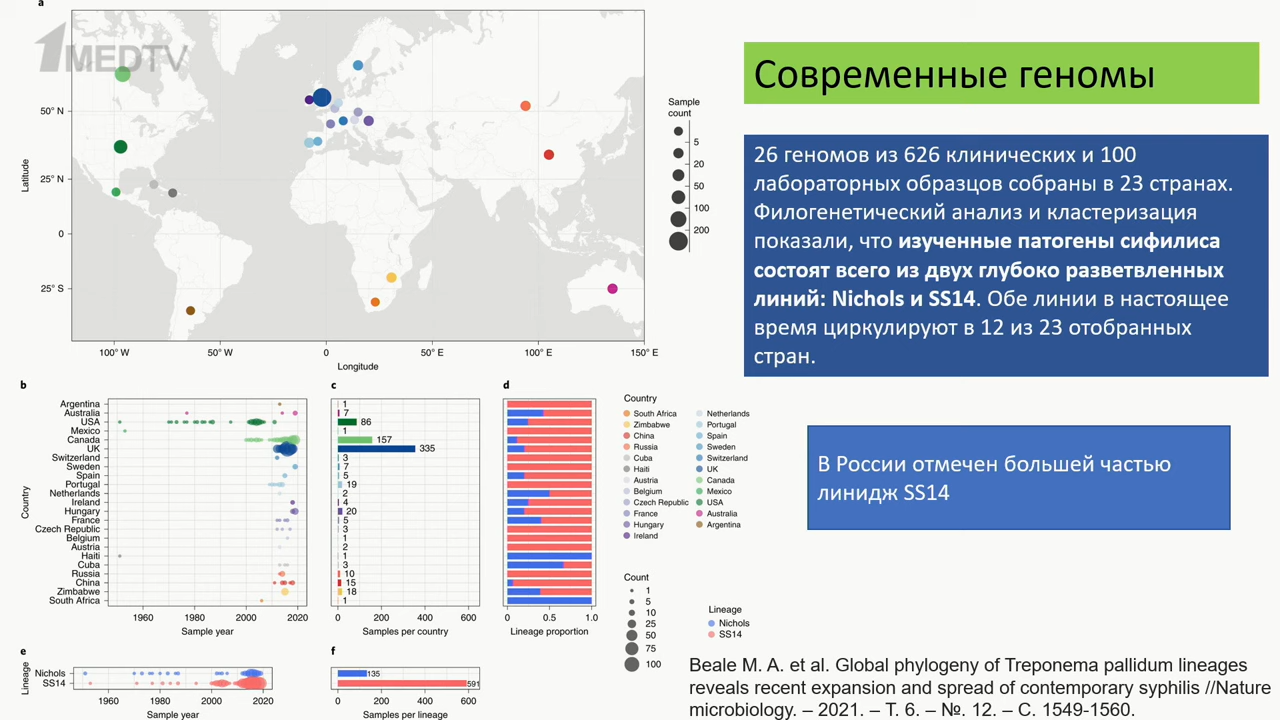 a
1MEDTV
50° N
25° N
0
25° S
Latitude
100° W
50° W
0
50° E
100° E
150° E
Longitude
Sample
count
5
20
50
100
200
Современные геномы
26 геномов из 626 клинических и 100
лабораторных образцов собраны в 23 странах.
Филогенетический анализ и кластеризация
показали, что изученные патогены сифилиса
состоят всего из двух глубоко разветвленных
линий: Nichols и SS14. Обе линии в настоящее
время циркулируют в 12 из 23 отобранных
стран.
В России отмечен большей частью
линидж SS14
b
Country
Argentina
Australia
USA
Mexico
Canada
UK
Switzerland
Sweden
Spain
Portugal
Netherlands
Ireland
Hungary
France
Czech Republic
Belgium
Austria
Haiti
Cuba
Russia
China
Zimbabwe
South Africa
1960
1980
2000
2020
Sample year
c
1
7
86
1
157
335
3
7
5
19
2
4
20
5
3
1
2
1
3
10
15
18
1
0
200
400
600
Samples per country
d
0
0.5
1.0
Lineage proportion
Country
South Africa
Zimbabwe
China
Russia
Cuba
Haiti
Austria
Belgium
Czech Republic
France
Hungary
Ireland
Netherlands
Portugal
Spain
Sweden
Switzerland
UK
Canada
Mexico
USA
Australia
Argentina
Count
1
5
10
25
50
75
100
Lineage
Nichols
SS14
e
Lineage
Nichols
SS14
1960
1980
2000
2020
Sample year
f
135
591
0
200
400
600
Samples per lineage
Beale M. A. et al. Global phylogeny of Treponema pallidum lineages
reveals recent expansion and spread of contemporary syphilis //Nature
microbiology. – 2021. – Т. 6. – №. 12. – С. 1549-1560.